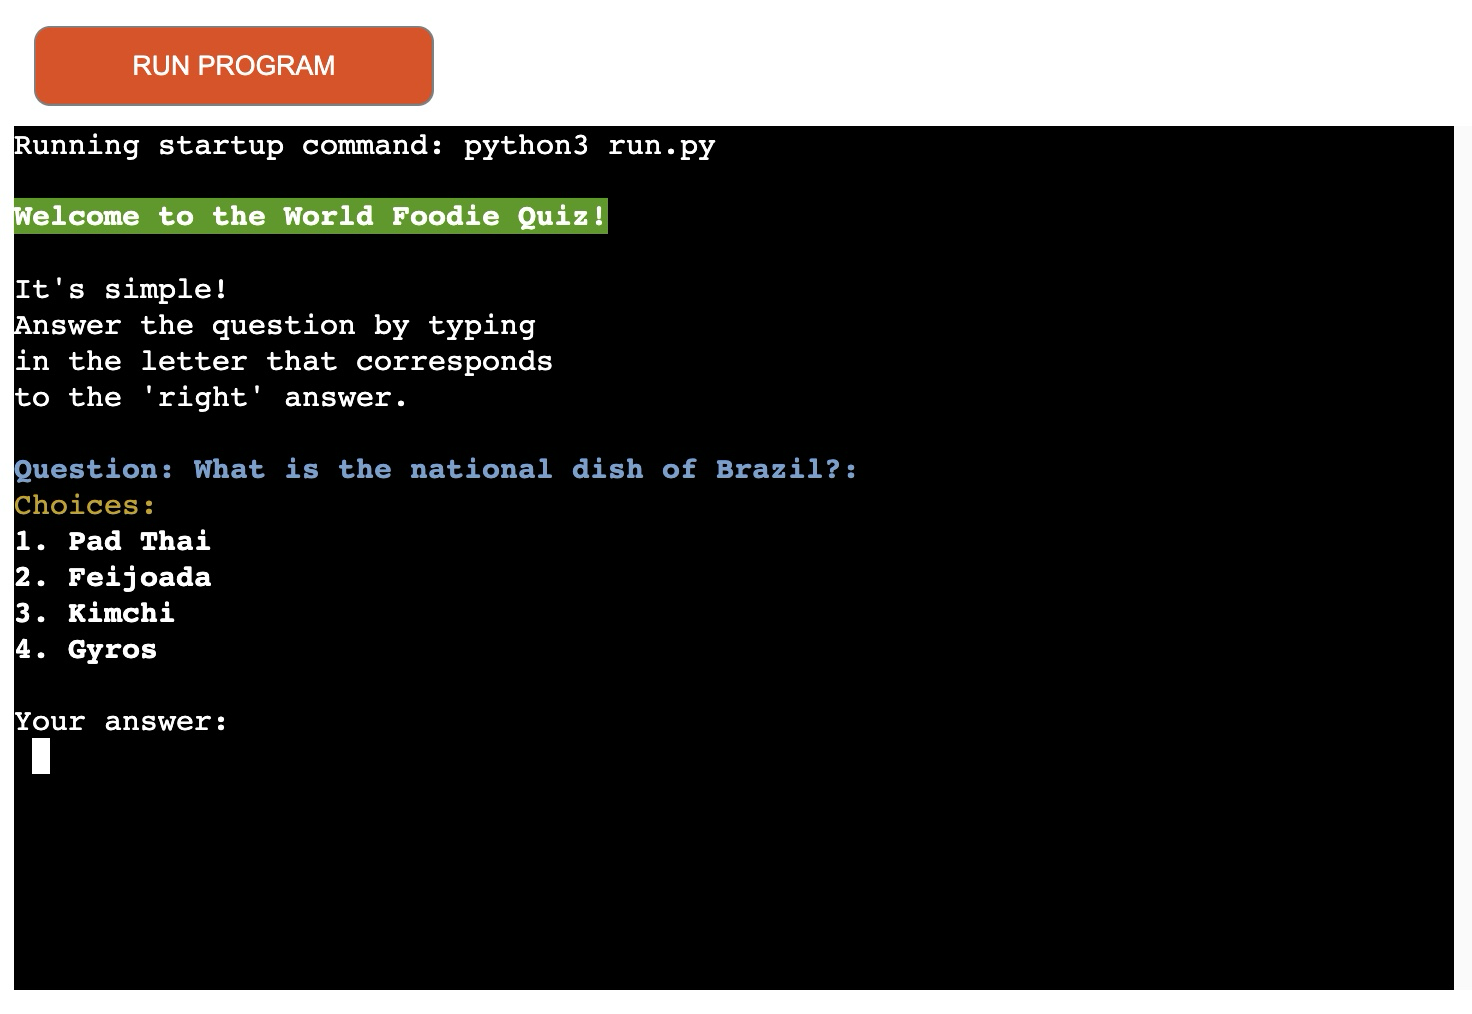 RUN PROGRAM
Running startup command: python3 run.py
Welcome to the World Foodie Quiz!
It's simple!
Answer the question by typing
in the letter that corresponds
to the 'right' answer.
Question: What is the national dish of Brazil?:
Choices:
1. Pad Thai
2. Feijoada
3. Kimchi
4. Gyros
Your answer: